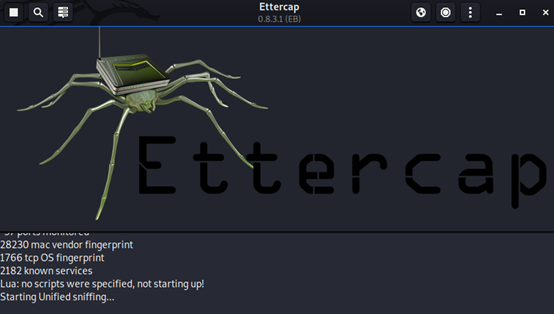 Ettercap
0.8.3.1 (EB)
Ettercap
57 ports monitored
28230 mac vendor fingerprint
1766 tcp OS fingerprint
2182 known services
Lua: no scripts were specified, not starting up!
Starting Unified sniffing...